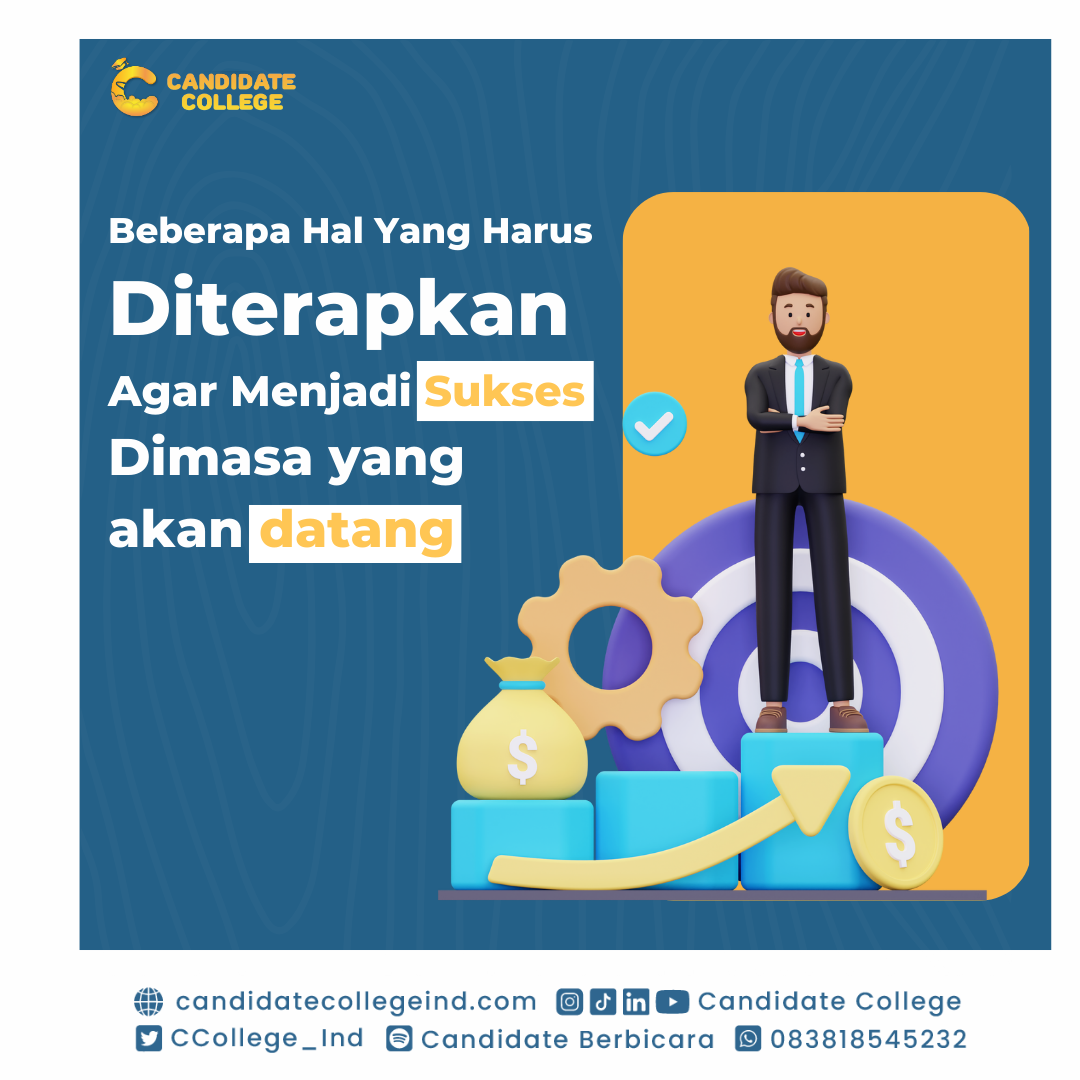 CANDIDATE
COLLEGE
Beberapa Hal Yang Harus
Diterapkan
Agar Menjadi Sukses
Dimasa yang
akan datang
$
$
candidatecollegeind.com Candidate College
CCollege_Ind Candidate Berbicara 083818545232